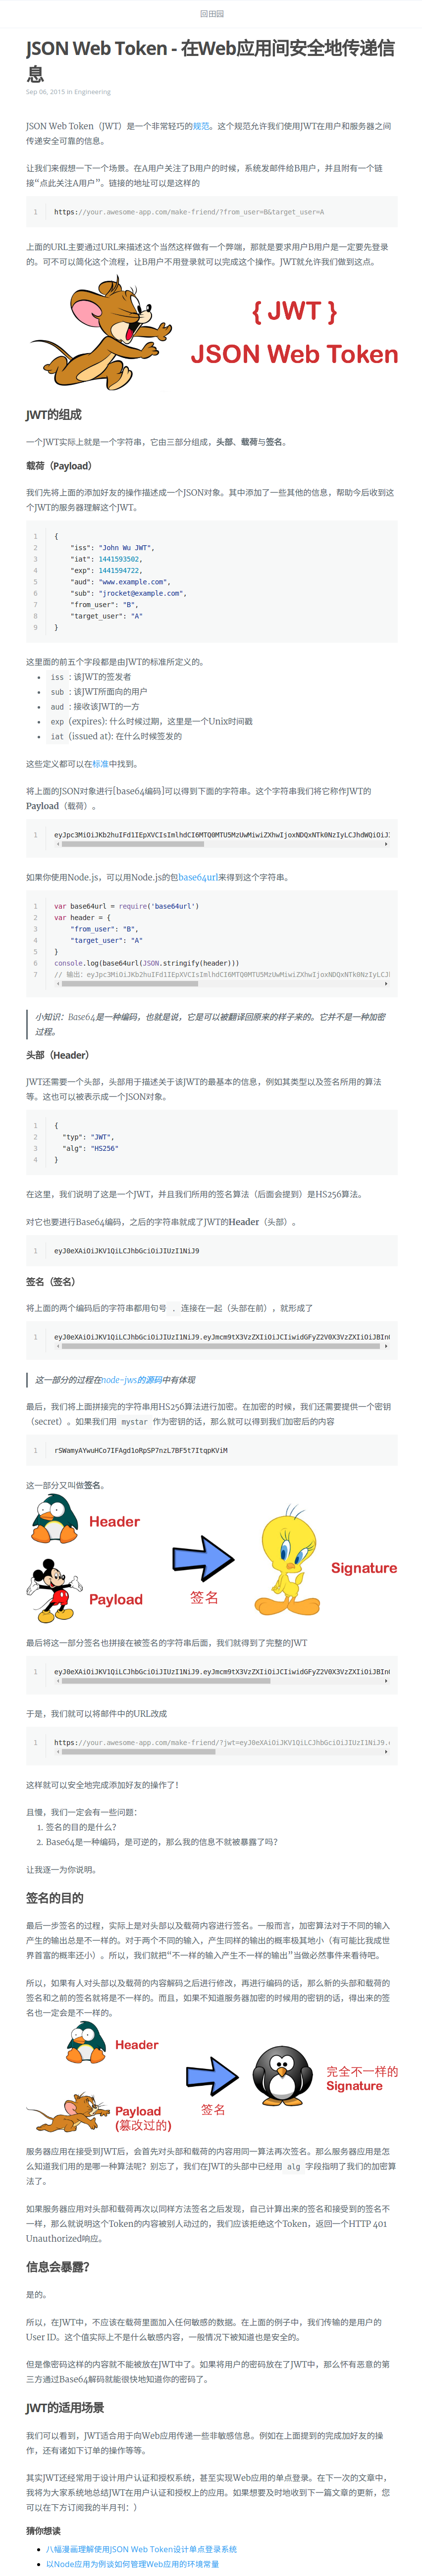 回田园
JSON Web Token - 在Web应用间安全地传递信
息
Sep 06, 2015 in Engineering
JSON Web Token（JWT）是一个非常轻巧的规范。这个规范允许我们使用JWT在用户和服务器之间
传递安全可靠的信息。
让我们来假想一下一个场景。在A用户关注了B用户的时候，系统发邮件给B用户，并且附有一个链
接“点此关注A用户”。链接的地址可以是这样的
1 https://your.awesome-app.com/make-friend/?from_user=B&target_user=A
上面的URL主要通过URL来描述这个当然这样做有一个弊端，那就是要求用户B用户是一定要先登录
的。可不可以简化这个流程，让B用户不用登录就可以完成这个操作。JWT就允许我们做到这点。
{ JWT }
JSON Web Token
JWT的组成
一个JWT实际上就是一个字符串，它由三部分组成，头部、载荷与签名。
载荷（Payload）
我们先将上面的添加好友的操作描述成一个JSON对象。其中添加了一些其他的信息，帮助今后收到这
个JWT的服务器理解这个JWT。
1 {
2 "iss": "John Wu JWT",
3 "iat": 1441593502,
4 "exp": 1441594722,
5 "aud": "www.example.com",
6 "sub": "jrocket@example.com",
7 "from_user": "B",
8 "target_user": "A"
9 }
这里面的前五个字段都是由JWT的标准所定义的。
• iss : 该JWT的签发者
• sub : 该JWT所面向的用户
• aud : 接收该JWT的一方
• exp (expires): 什么时候过期，这里是一个Unix时间戳
• iat (issued at): 在什么时候签发的
这些定义都可以在标准中找到。
将上面的JSON对象进行[base64编码]可以得到下面的字符串。这个字符串我们将它称作JWT的
Payload（载荷）。
1 eyJpc3MiOiJKb2huIFd1IEpXVCIsImlhdCI6MTQ0MTU5MzUwMiwiZXhwIjoxNDQxNTk0NzIyLCJhdWQiOiJ
如果你使用Node.js，可以用Node.js的包base64url来得到这个字符串。
1 var base64url = require('base64url')
2 var header = {
3 "from_user": "B",
4 "target_user": "A"
5 }
6 console.log(base64url(JSON.stringify(header)))
7 // 输出：eyJpc3MiOiJKb2huIFd1IEpXVCIsImlhdCI6MTQ0MTU5MzUwMiwiZXhwIjoxNDQxNTk0NzIyLCJ
小知识：Base64是一种编码，也就是说，它是可以被翻译回原来的样子来的。它并不是一种加密
过程。
头部（Header）
JWT还需要一个头部，头部用于描述关于该JWT的最基本的信息，例如其类型以及签名所用的算法
等。这也可以被表示成一个JSON对象。
1 {
2 "typ": "JWT",
3 "alg": "HS256"
4 }
在这里，我们说明了这是一个JWT，并且我们所用的签名算法（后面会提到）是HS256算法。
对它也要进行Base64编码，之后的字符串就成了JWT的Header（头部）。
1 eyJ0eXAiOiJKV1QiLCJhbGciOiJIUzI1NiJ9
签名（签名）
将上面的两个编码后的字符串都用句号 . 连接在一起（头部在前），就形成了
1 eyJ0eXAiOiJKV1QiLCJhbGciOiJIUzI1NiJ9.eyJmcm9tX3VzZXIiOiJCIiwidGFyZ2V0X3VzZXIiOiJBIn
这一部分的过程在node-jws的源码中有体现
最后，我们将上面拼接完的字符串用HS256算法进行加密。在加密的时候，我们还需要提供一个密钥
（secret）。如果我们用 mystar 作为密钥的话，那么就可以得到我们加密后的内容
1 rSWamyAYwuHCo7IFAgd1oRpSP7nzL7BF5t7ItqpKViM
这一部分又叫做签名。
Header
Payload
签名
Signature
最后将这一部分签名也拼接在被签名的字符串后面，我们就得到了完整的JWT
1 eyJ0eXAiOiJKV1QiLCJhbGciOiJIUzI1NiJ9.eyJmcm9tX3VzZXIiOiJCIiwidGFyZ2V0X3VzZXIiOiJBIn
于是，我们就可以将邮件中的URL改成
1 https://your.awesome-app.com/make-friend/?jwt=eyJ0eXAiOiJKV1QiLCJhbGciOiJIUzI1NiJ9.
这样就可以安全地完成添加好友的操作了！
且慢，我们一定会有一些问题：
1. 签名的目的是什么？
2. Base64是一种编码，是可逆的，那么我的信息不就被暴露了吗？
让我逐一为你说明。
签名的目的
最后一步签名的过程，实际上是对头部以及载荷内容进行签名。一般而言，加密算法对于不同的输入
产生的输出总是不一样的。对于两个不同的输入，产生同样的输出的概率极其地小（有可能比我成世
界首富的概率还小）。所以，我们就把“不一样的输入产生不一样的输出”当做必然事件来看待吧。
所以，如果有人对头部以及载荷的内容解码之后进行修改，再进行编码的话，那么新的头部和载荷的
签名和之前的签名就将是不一样的。而且，如果不知道服务器加密的时候用的密钥的话，得出来的签
名也一定会是不一样的。
Header
Payload
(篡改过的)
签名
完全不一样的
Signature
服务器应用在接受到JWT后，会首先对头部和载荷的内容用同一算法再次签名。那么服务器应用是怎
么知道我们用的是哪一种算法呢？别忘了，我们在JWT的头部中已经用 alg 字段指明了我们的加密算
法了。
如果服务器应用对头部和载荷再次以同样方法签名之后发现，自己计算出来的签名和接受到的签名不
一样，那么就说明这个Token的内容被别人动过的，我们应该拒绝这个Token，返回一个HTTP 401
Unauthorized响应。
信息会暴露？
是的。
所以，在JWT中，不应该在载荷里面加入任何敏感的数据。在上面的例子中，我们传输的是用户的
User ID。这个值实际上不是什么敏感内容，一般情况下被知道也是安全的。
但是像密码这样的内容就不能被放在JWT中了。如果将用户的密码放在了JWT中，那么怀有恶意的第
三方通过Base64解码就能很快地知道你的密码了。
JWT的适用场景
我们可以看到，JWT适合用于向Web应用传递一些非敏感信息。例如在上面提到的完成加好友的操
作，还有诸如下订单的操作等等。
其实JWT还经常用于设计用户认证和授权系统，甚至实现Web应用的单点登录。在下一次的文章中，
我将为大家系统地总结JWT在用户认证和授权上的应用。如果想要及时地收到下一篇文章的更新，您
可以在下方订阅我的半月刊：）
猜你想读
• 八幅漫画理解使用JSON Web Token设计单点登录系统
• 以Node应用为例谈如何管理Web应用的环境常量